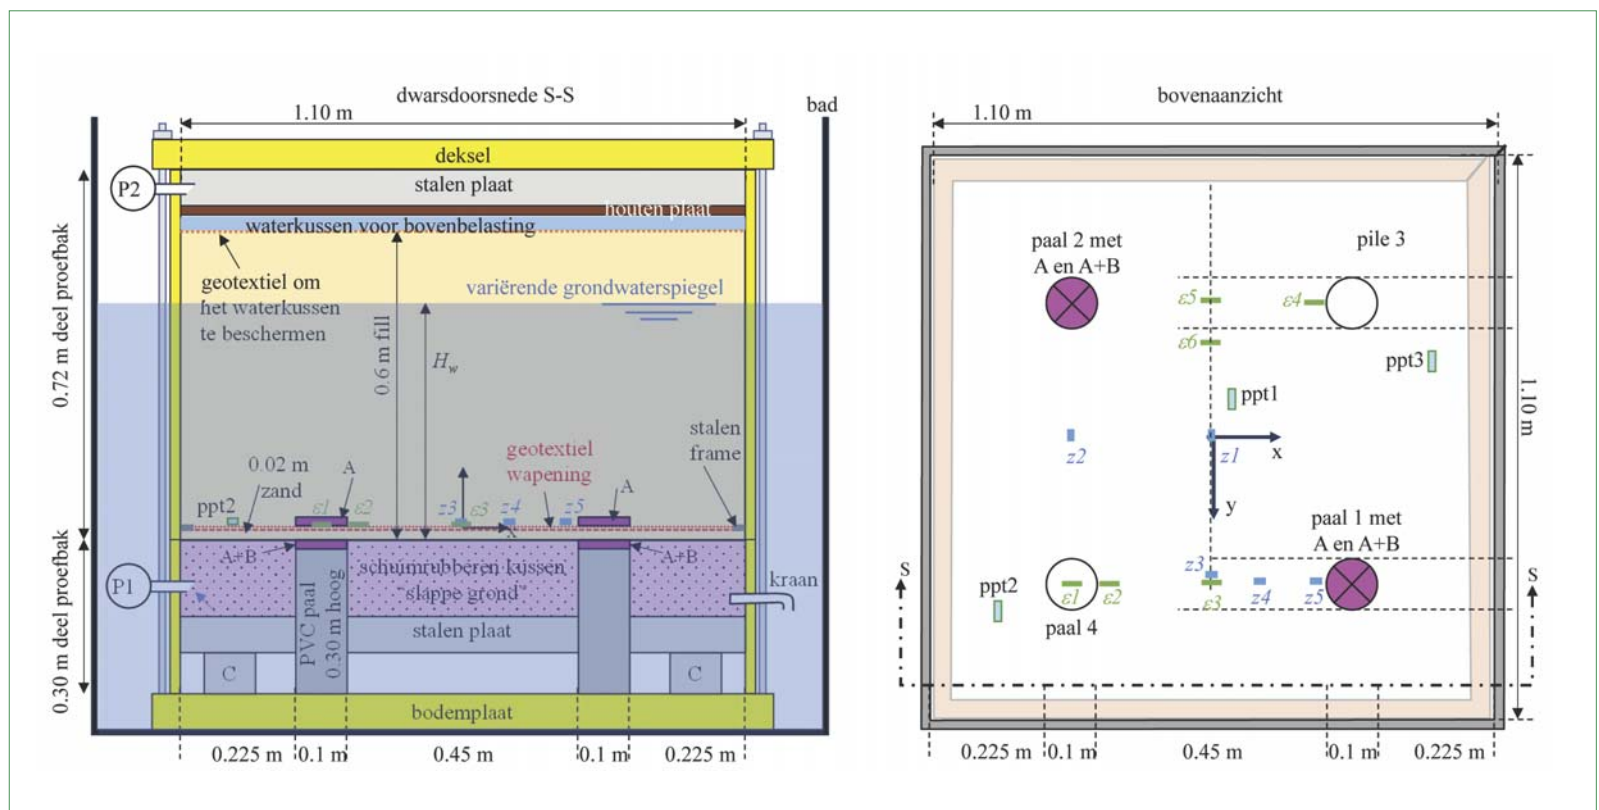 dwarsdoorsnede S-S
bad
1.10 m
deksel
P2
stalen plaat
houten plaat
waterkussen voor bovenbelasting
geotextiel om
het waterkussen
te beschermen
variërende grondwaterspiegel
0.72 m deel proefbak
0.6 m fill
Hw
stalen
frame
geotextiel
wapening
0.02 m
zand
A
A
ppt2
ε1
ε2
z3
ε3
z4
z5
x
A+B
A+B
schuimrubberen kussen
“slappe grond”
P1
kraan
0.30 m deel proefbak
PVC paal
0.30 m hoog
stalen plaat
C
C
bodemplaat
0.225 m
0.1 m
0.45 m
0.1 m
0.225 m
bovenaanzicht
1.10 m
paal 2 met
A en A+B
pile 3
ε5
ε4
ε6
ppt3
ppt1
1.10 m
z2
z1
x
y
paal 1 met
A en A+B
S
S
z3
ppt2
ε1
ε2
ε3
z4
z5
paal 4
0.225 m
0.1 m
0.45 m
0.1 m
0.225 m